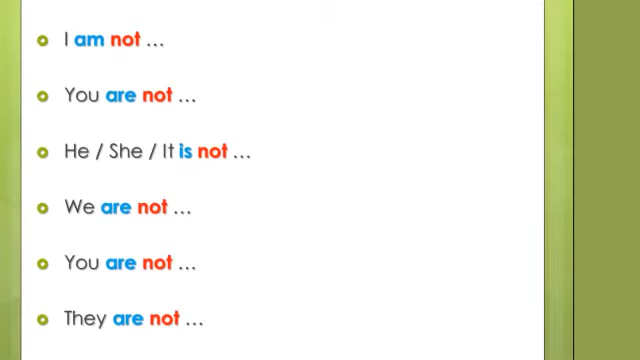 I am not …
You are not …
He / She / It is not …
We are not …
You are not …
They are not …